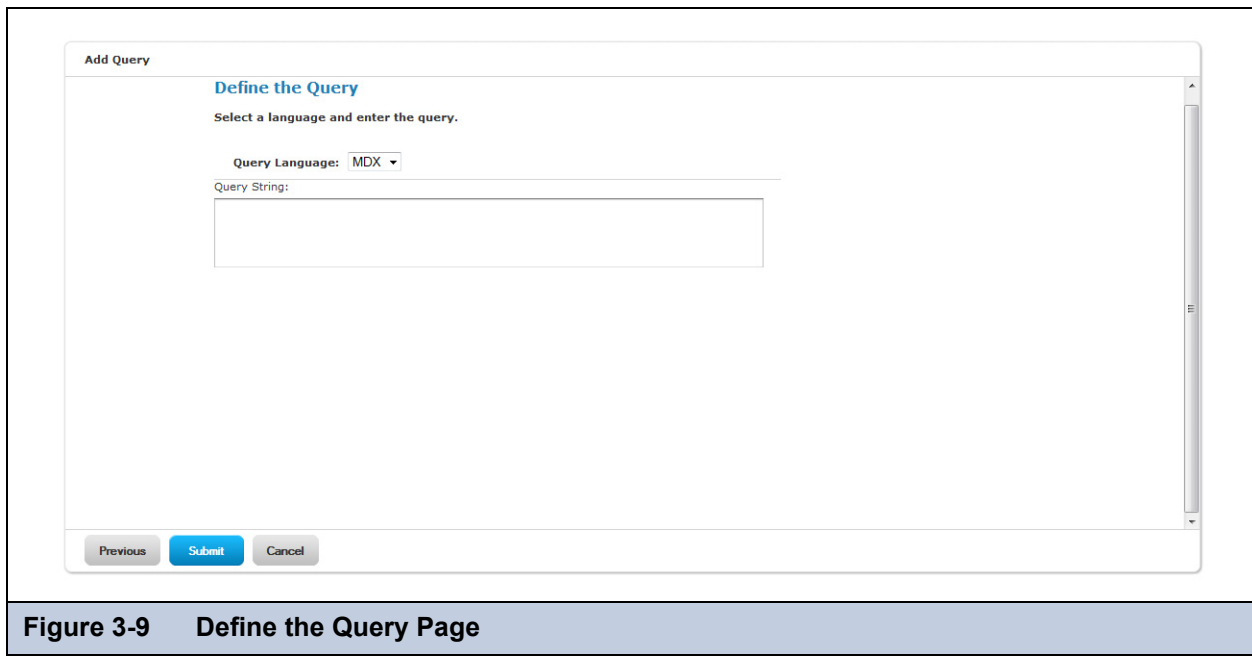 Add Query
Define the Query
Select a language and enter the query.
Query Language: MDX
Query String:
Previous Submit Cancel
Figure 3-9 Define the Query Page